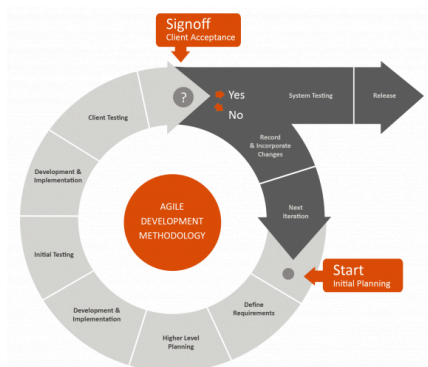 Signoff
Client Acceptance
?
Yes
No
System Testing
Release
Client Testing
Record
& Incorporate
Changes
Development &
Implementation
Next
Iteration
AGILE
DEVELOPMENT
METHODOLOGY
Initial Testing
Start
Initial Planning
Define
Requirements
Development &
Implementation
Higher Level
Planning